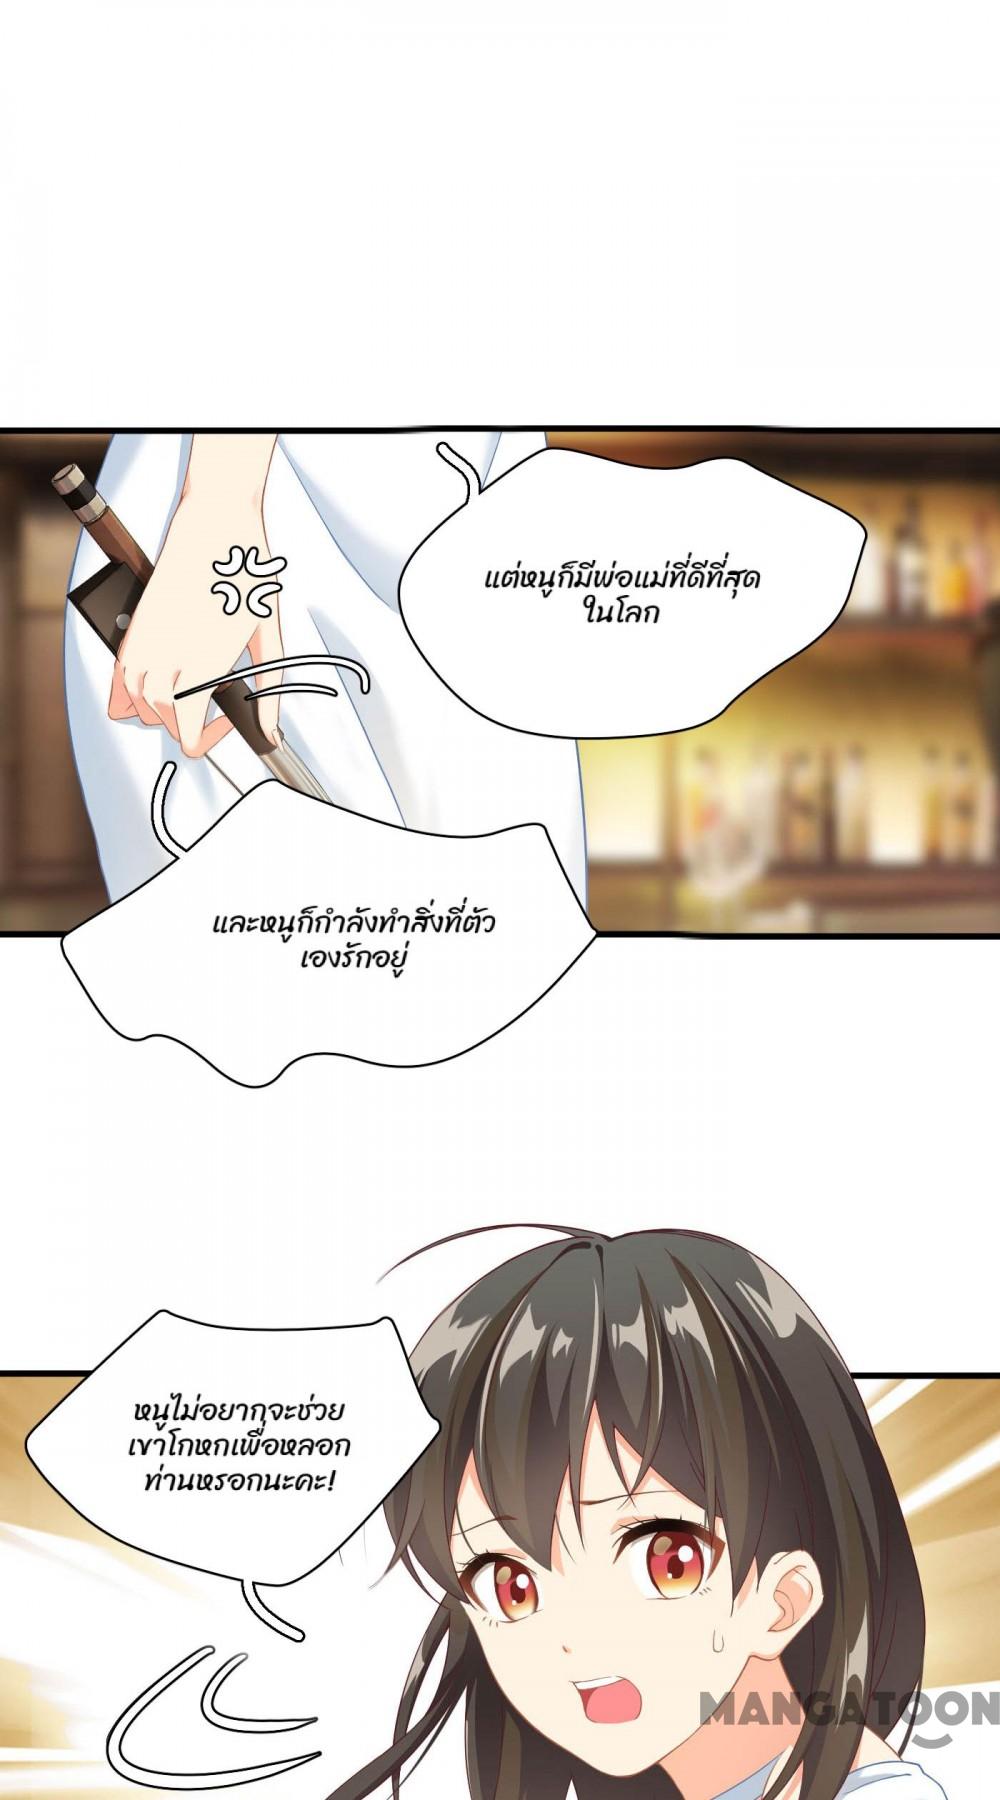 แต่หนูก็มีพ่อแม่ที่ดีที่สุด
ในโลก
และหนูก็กำลังทำสิ่งที่ตัว
เองรักอยู่
หนูไม่อยากจะช่วย
เขาโกหกเพื่อหลอก
ท่านหรอกนะคะ!
MANGATOON